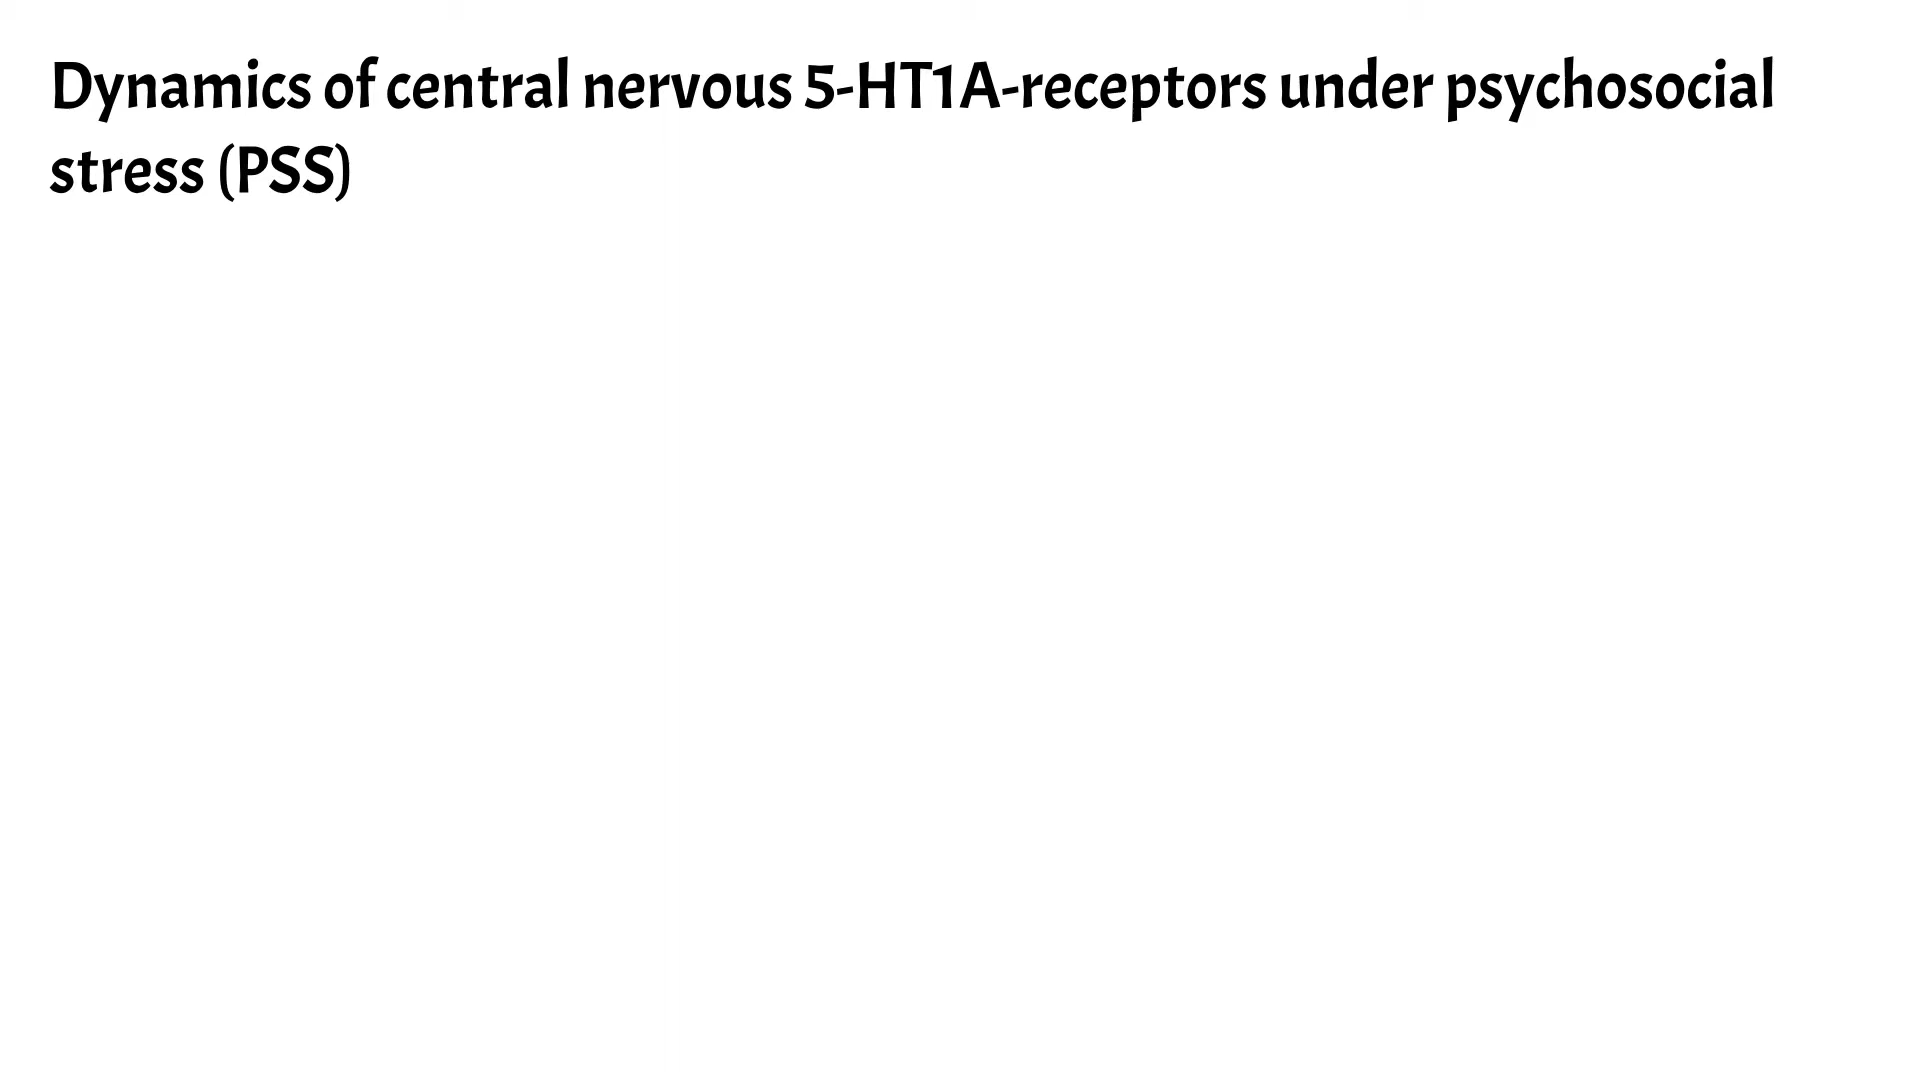 Dynamics of central nervous 5-HT1A-receptors under psychosocial
stress (PSS)